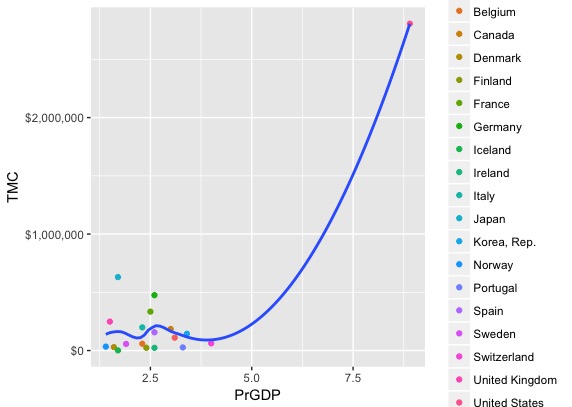 TMC
$2,000,000
$1,000,000
$0
2.5
5.0
7.5
PrGDP
Belgium
Canada
Denmark
Finland
France
Germany
Iceland
Ireland
Italy
Japan
Korea, Rep.
Norway
Portugal
Spain
Sweden
Switzerland
United Kingdom
United States